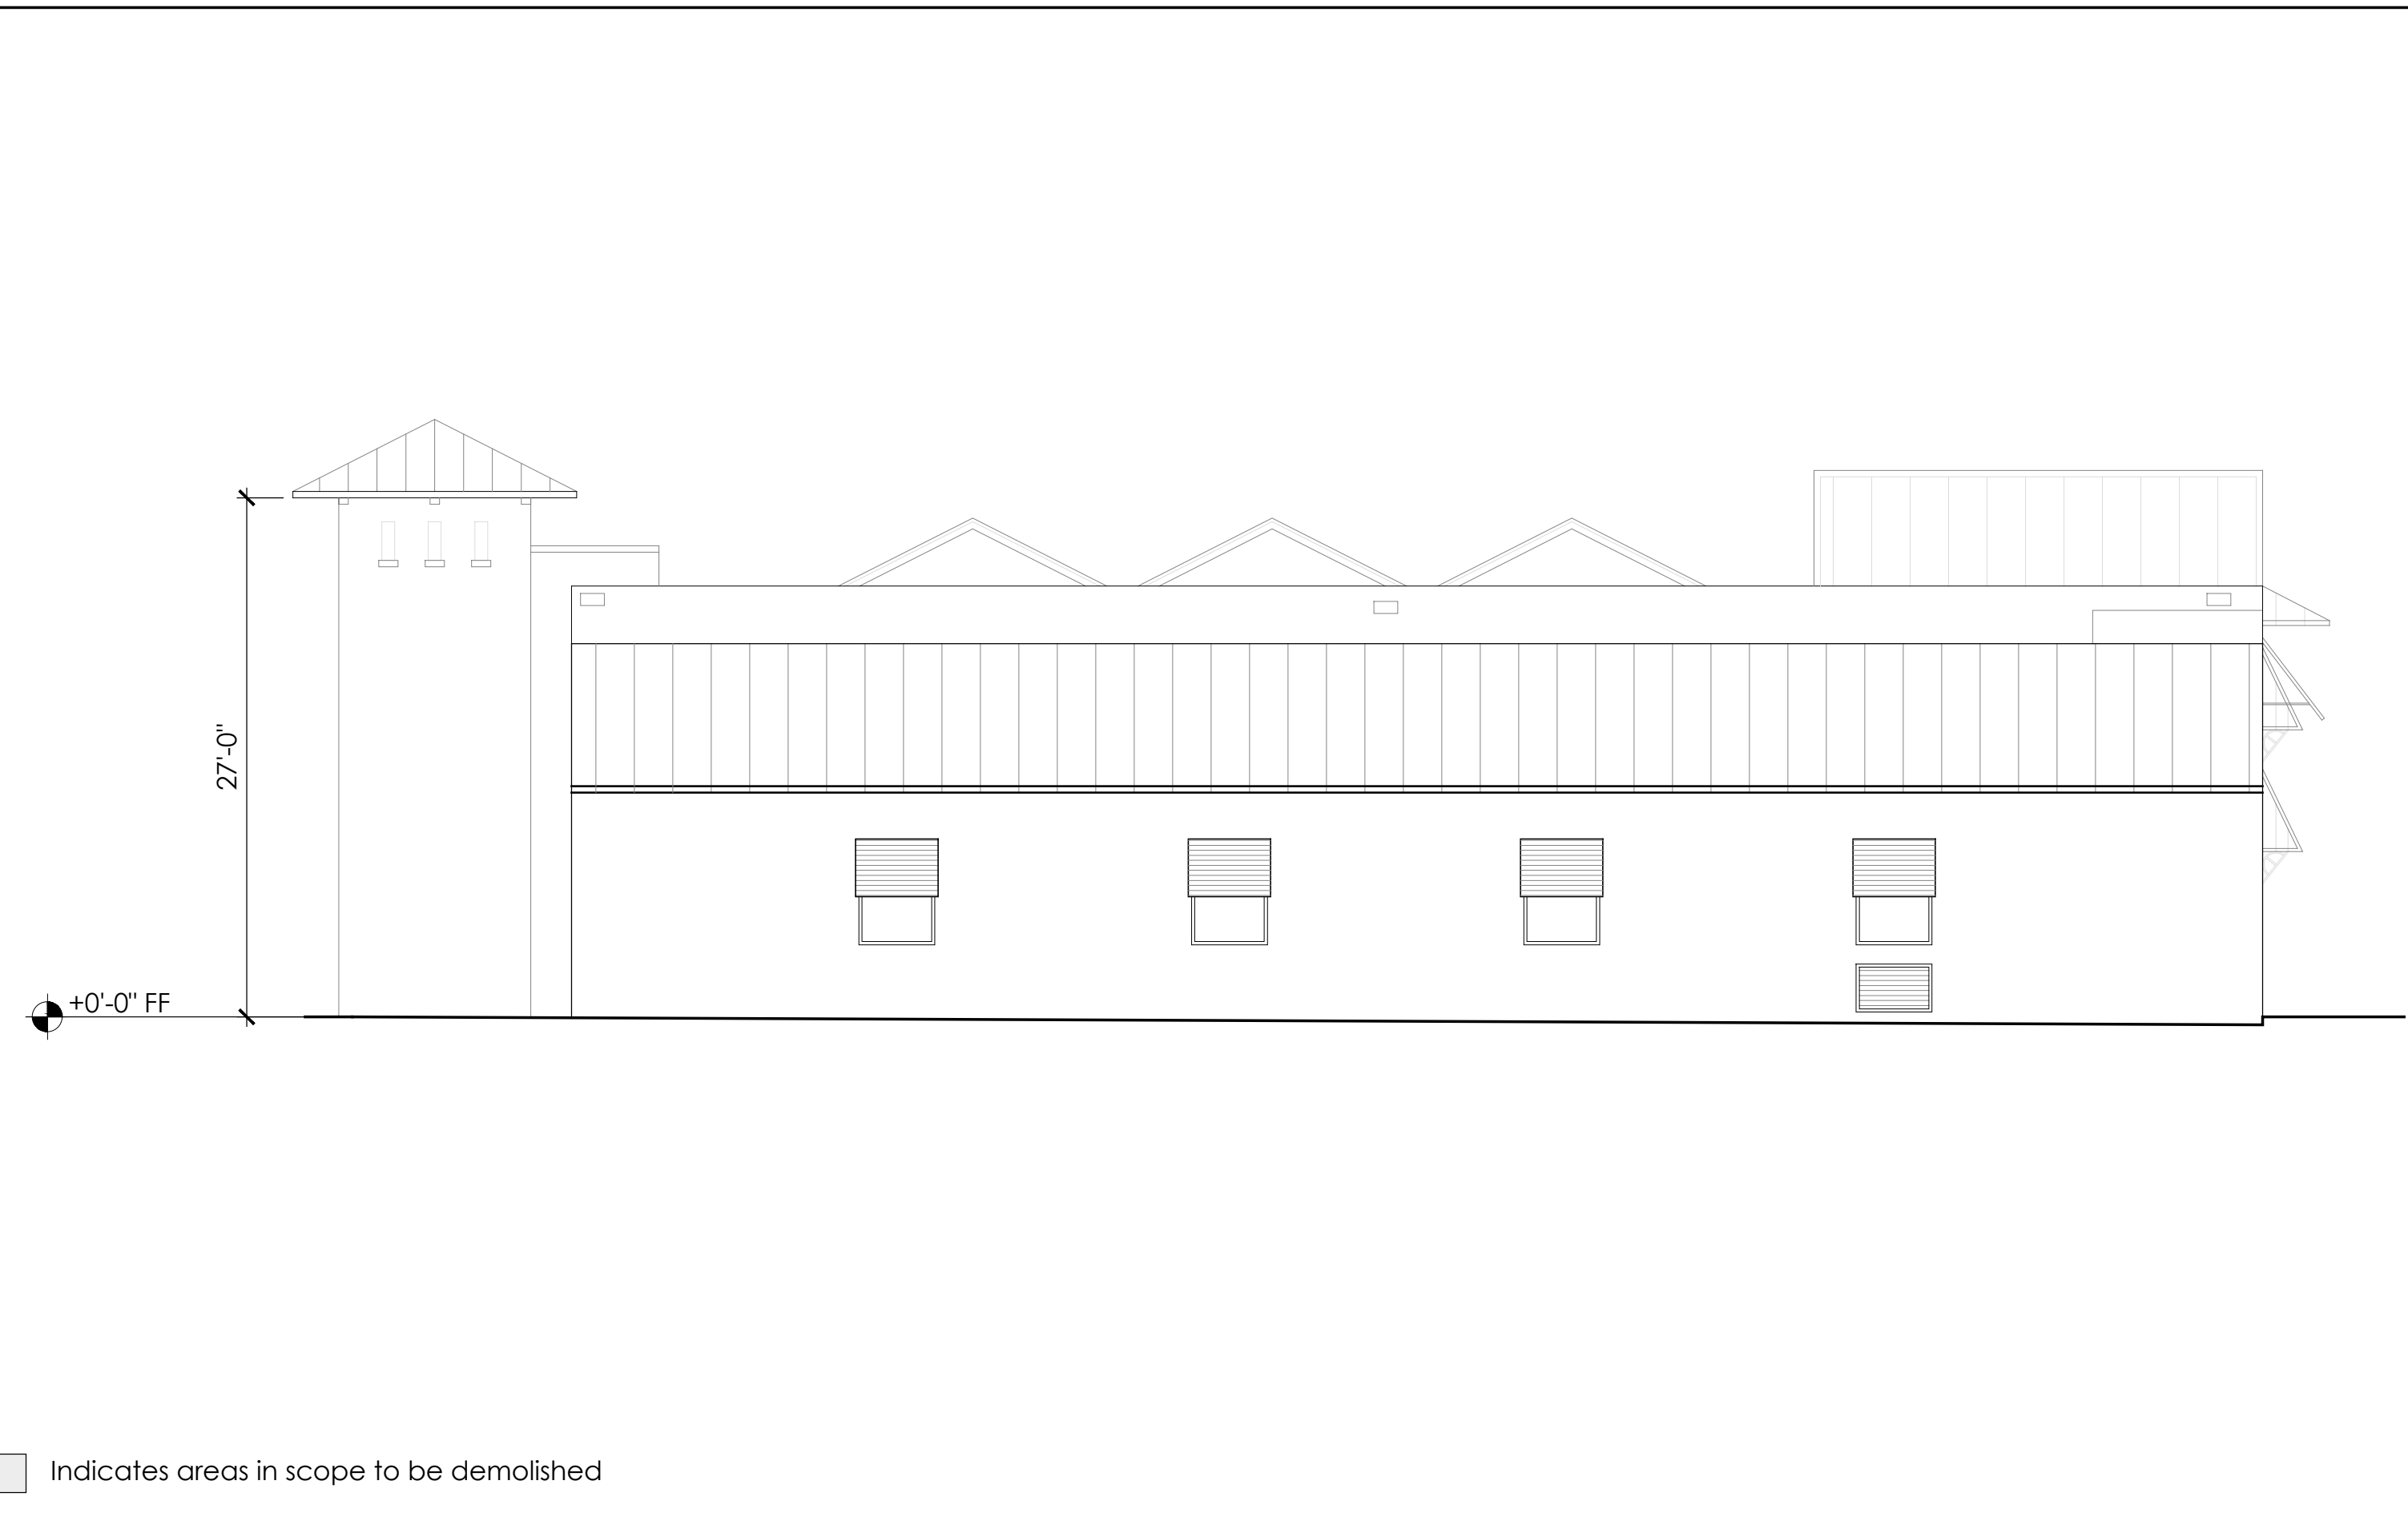 27'-0"
+0'-0" FF
Indicates areas in scope to be demolished